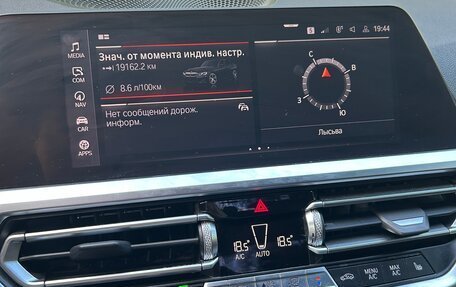 19:44
MEDIA
COM
NAV
CAR
APPS
Знач. от момента индив. настр.
19162.2 км
Ø 8.6 л/100км
Нет сообщений дорож.
информ.
С
В
З
Ю
Лысьва
18.5°
A/C
AUTO
18.5°
MENU
A/C
MAX
A/C